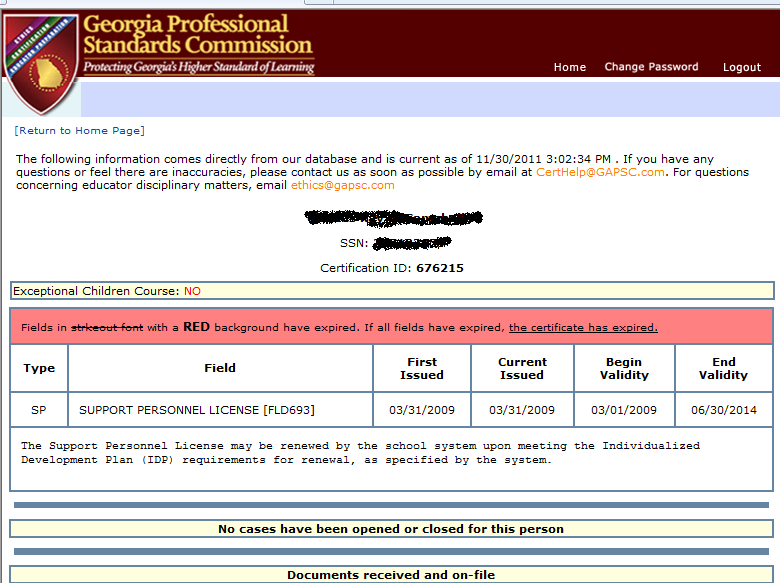 Georgia Professional
Standards Commission
Protecting Georgia's Higher Standard of Learning
ETHICS
CERTIFICATION
EDUCATOR PREPARATION
Home Change Password Logout
[Return to Home Page]
The following information comes directly from our database and is current as of 11/30/2011 3:02:34 PM . If you have any
questions or feel there are inaccuracies, please contact us as soon as possible by email at CertHelp@GAPSC.com. For questions
concerning educator disciplinary matters, email ethics@gapsc.com
SSN:
Certification ID: 676215
Exceptional Children Course: NO
Fields in strikeout font with a RED background have expired. If all fields have expired, the certificate has expired.
Type Field First Issued Current Issued Begin Validity End Validity
SP SUPPORT PERSONNEL LICENSE [FLD693] 03/31/2009 03/31/2009 03/01/2009 06/30/2014
The Support Personnel License may be renewed by the school system upon meeting the Individualized
Development Plan (IDP) requirements for renewal, as specified by the system.
No cases have been opened or closed for this person
Documents received and on-file